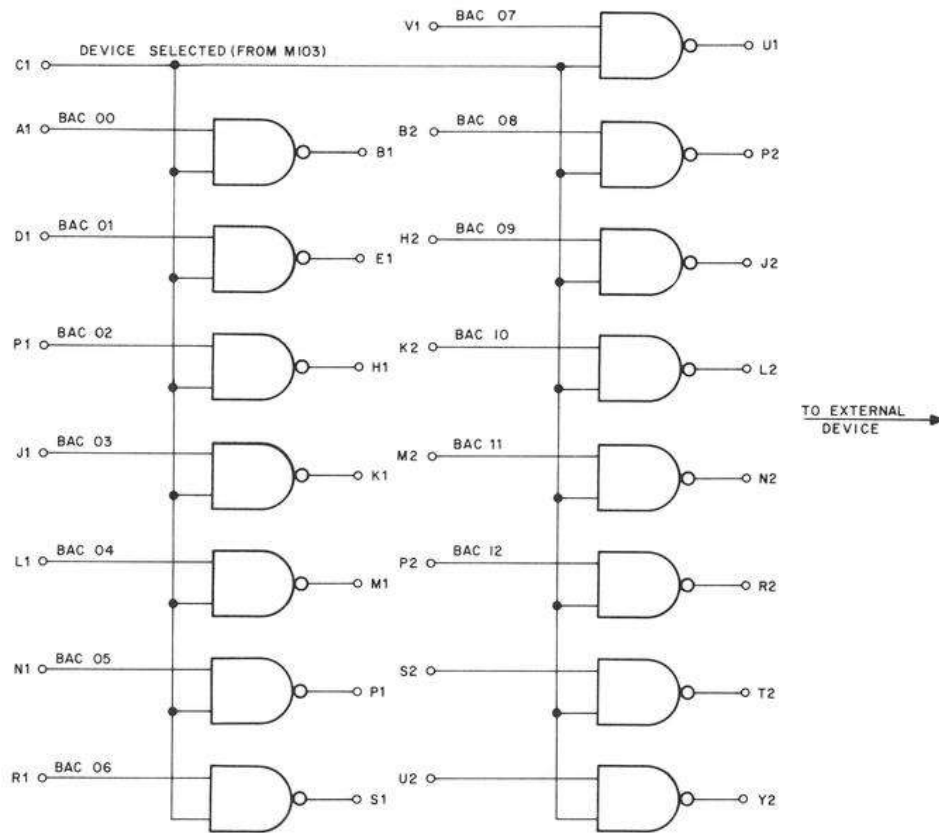 V1 BAC 07 U1
DEVICE SELECTED (FROM M103)
C1
A1 BAC 00 B1
B2 BAC 08 P2
D1 BAC 01 E1
H2 BAC 09 J2
P1 BAC 02 H1
K2 BAC 10 L2
TO EXTERNAL
DEVICE
J1 BAC 03 K1
M2 BAC 11 N2
L1 BAC 04 M1
P2 BAC 12 R2
N1 BAC 05 P1
S2 T2
R1 BAC 06 S1
U2 Y2